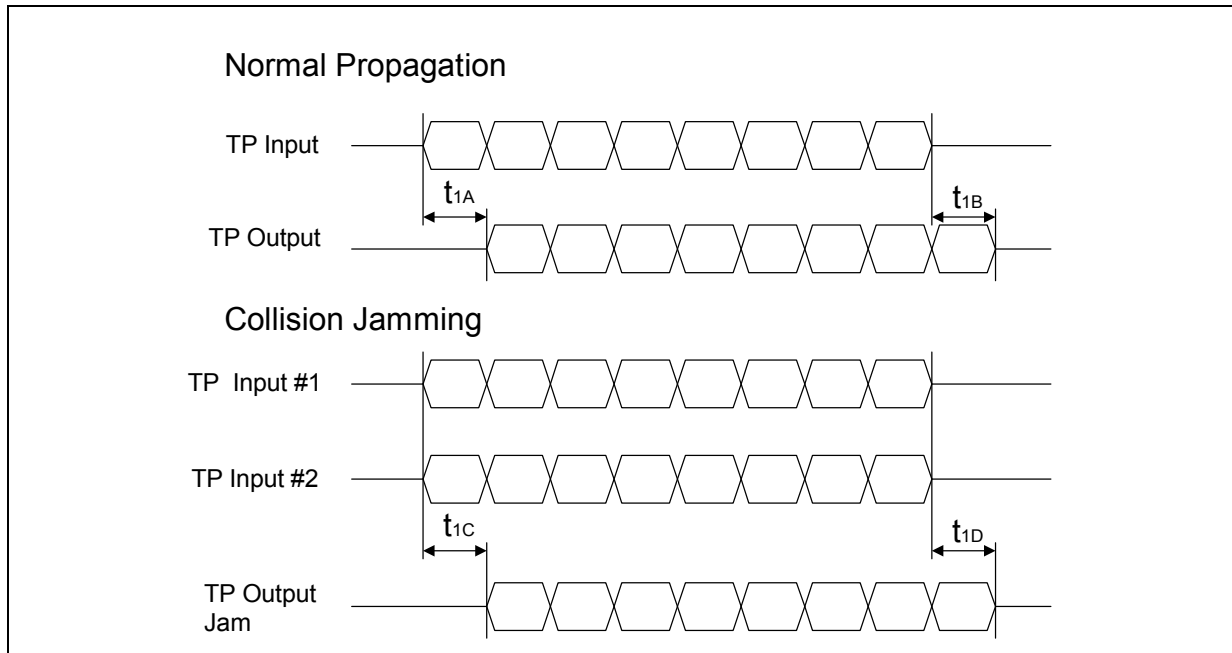 Normal Propagation
TP Input
t1A
t1B
TP Output
Collision Jamming
TP Input #1
TP Input #2
t1C
t1D
TP Output
Jam